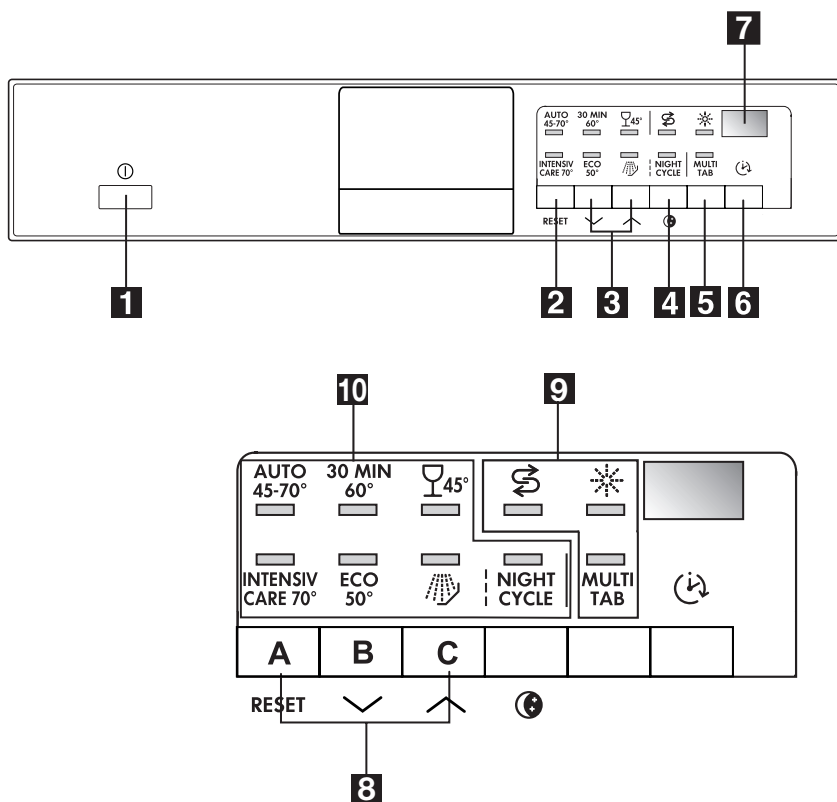 7
AUTO 30 MIN
45-70° 60° 45°
INTENSIV ECO NIGHT MULTI
CARE 70° 50° CYCLE TAB
RESET
1 2 3 4 5 6
10 9
AUTO 30 MIN
45-70° 60° 45°
INTENSIV ECO NIGHT MULTI
CARE 70° 50° CYCLE TAB
A B C
RESET
8